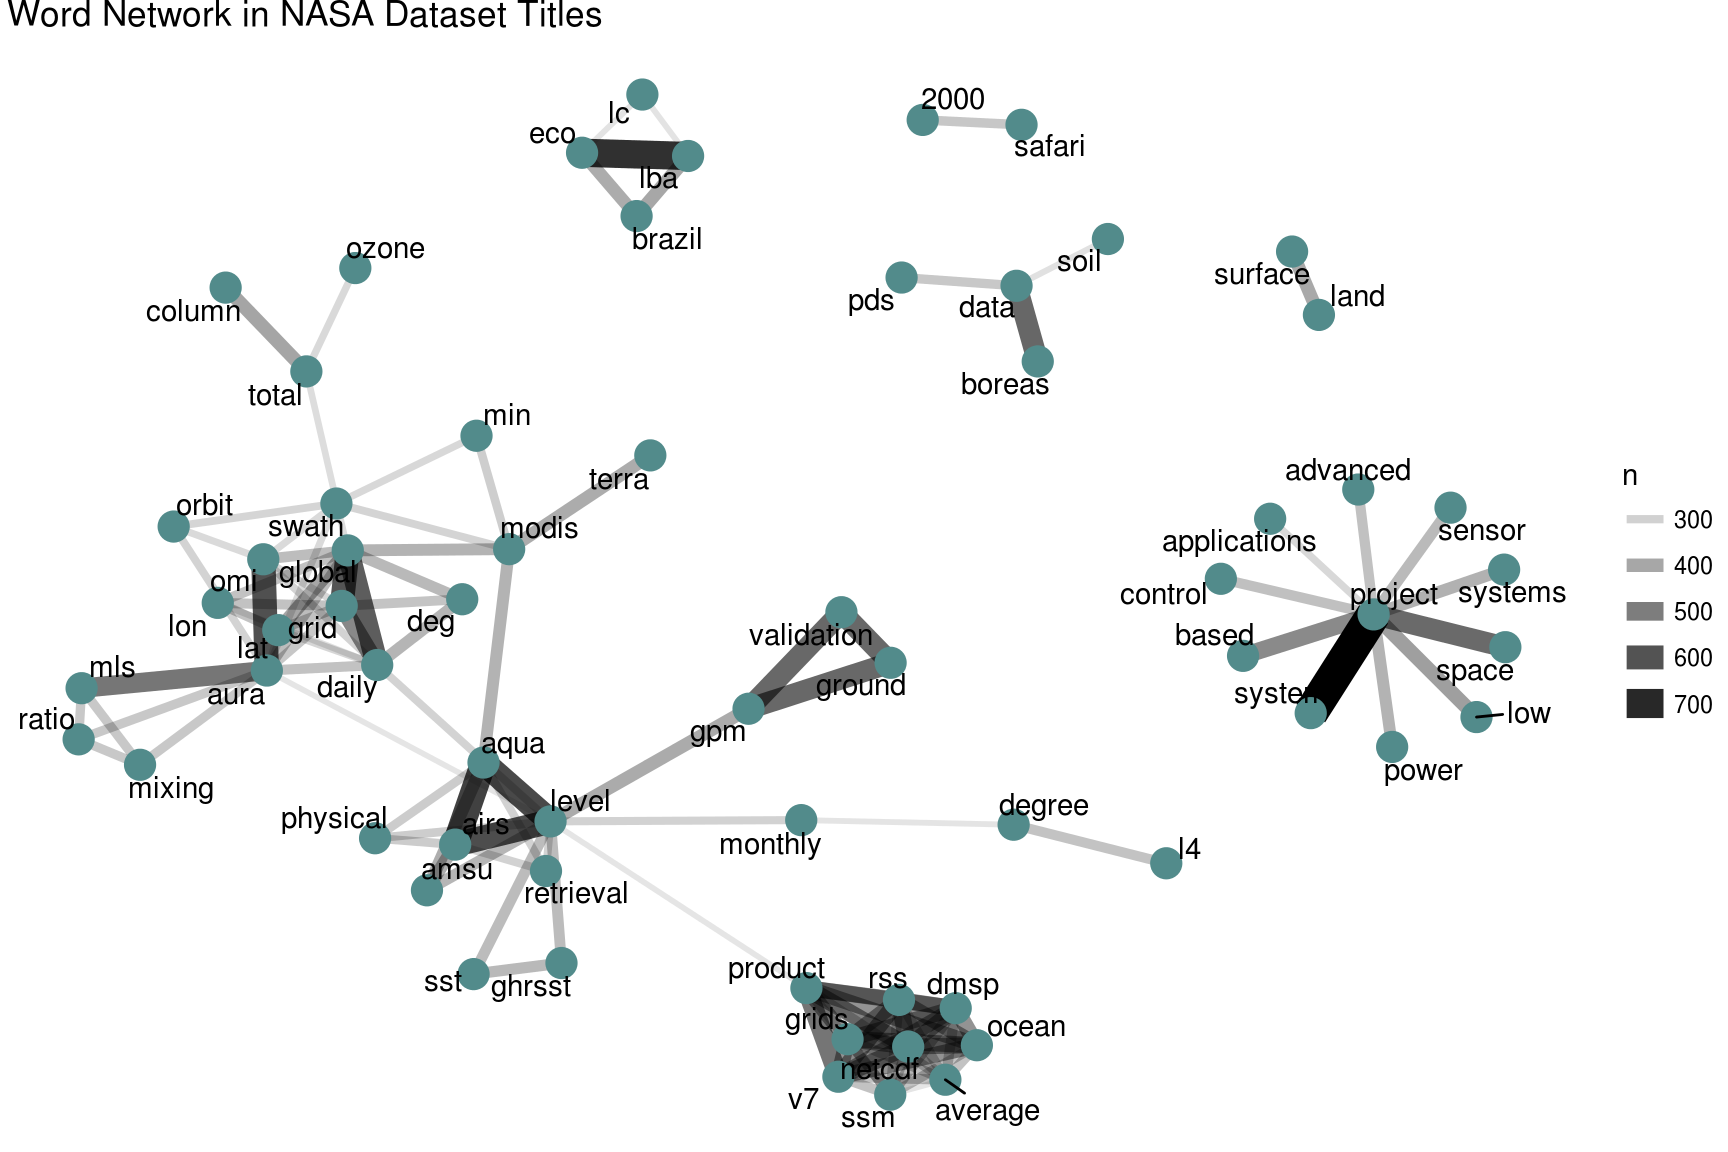 Word Network in NASA Dataset Titles
lc
eco
lba
brazil
2000
safari
ozone
column
total
soil
pds
data
boreas
surface
land
min
terra
orbit
swath
modis
omi
global
lon
grid
deg
lat
mls
aura
daily
ratio
mixing
validation
ground
gpm
aqua
level
physical
airs
amsu
retrieval
monthly
degree
l4
sst
ghrsst
product
rss
dmsp
grids
ocean
netcdf
v7
ssm
average
advanced
sensor
applications
control
project
systems
based
space
system
low
power
n
300
400
500
600
700